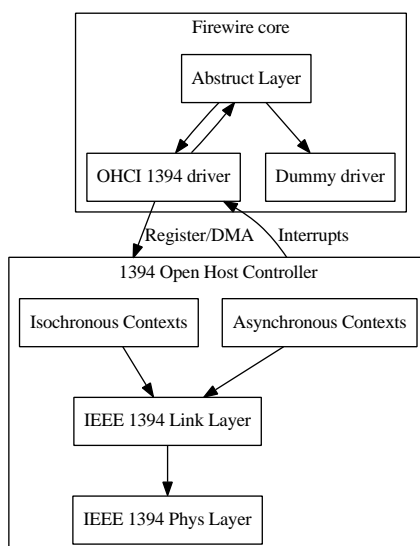 Firewire core
Abstruct Layer
OHCI 1394 driver
Dummy driver
Register/DMA
Interrupts
1394 Open Host Controller
Isochronous Contexts
Asynchronous Contexts
IEEE 1394 Link Layer
IEEE 1394 Phys Layer